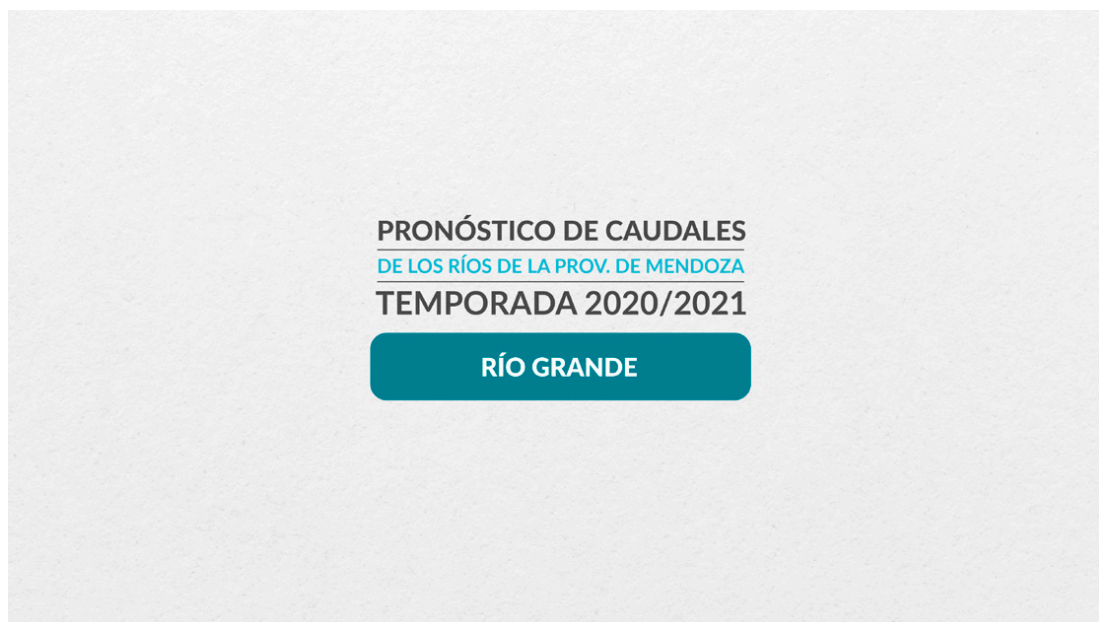 PRONÓSTICO DE CAUDALES
DE LOS RÍOS DE LA PROV. DE MENDOZA
TEMPORADA 2020/2021
RÍO GRANDE